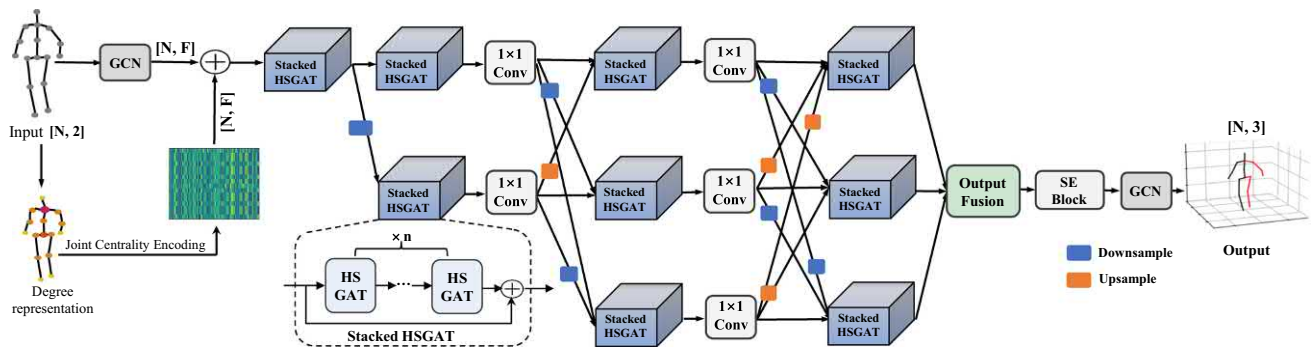 Input [N, 2]
GCN
[N, F]
[N, F]
Joint Centrality Encoding
Degree
representation
Stacked
HSGAT
Stacked
HSGAT
Stacked
HSGAT
1×1
Conv
1×1
Conv
× n
HS
GAT
...
HS
GAT
Stacked HSGAT
Stacked
HSGAT
Stacked
HSGAT
Stacked
HSGAT
1×1
Conv
1×1
Conv
1×1
Conv
Stacked
HSGAT
Stacked
HSGAT
Stacked
HSGAT
Output
Fusion
SE
Block
GCN
[N, 3]
Output
Downsample
Upsample